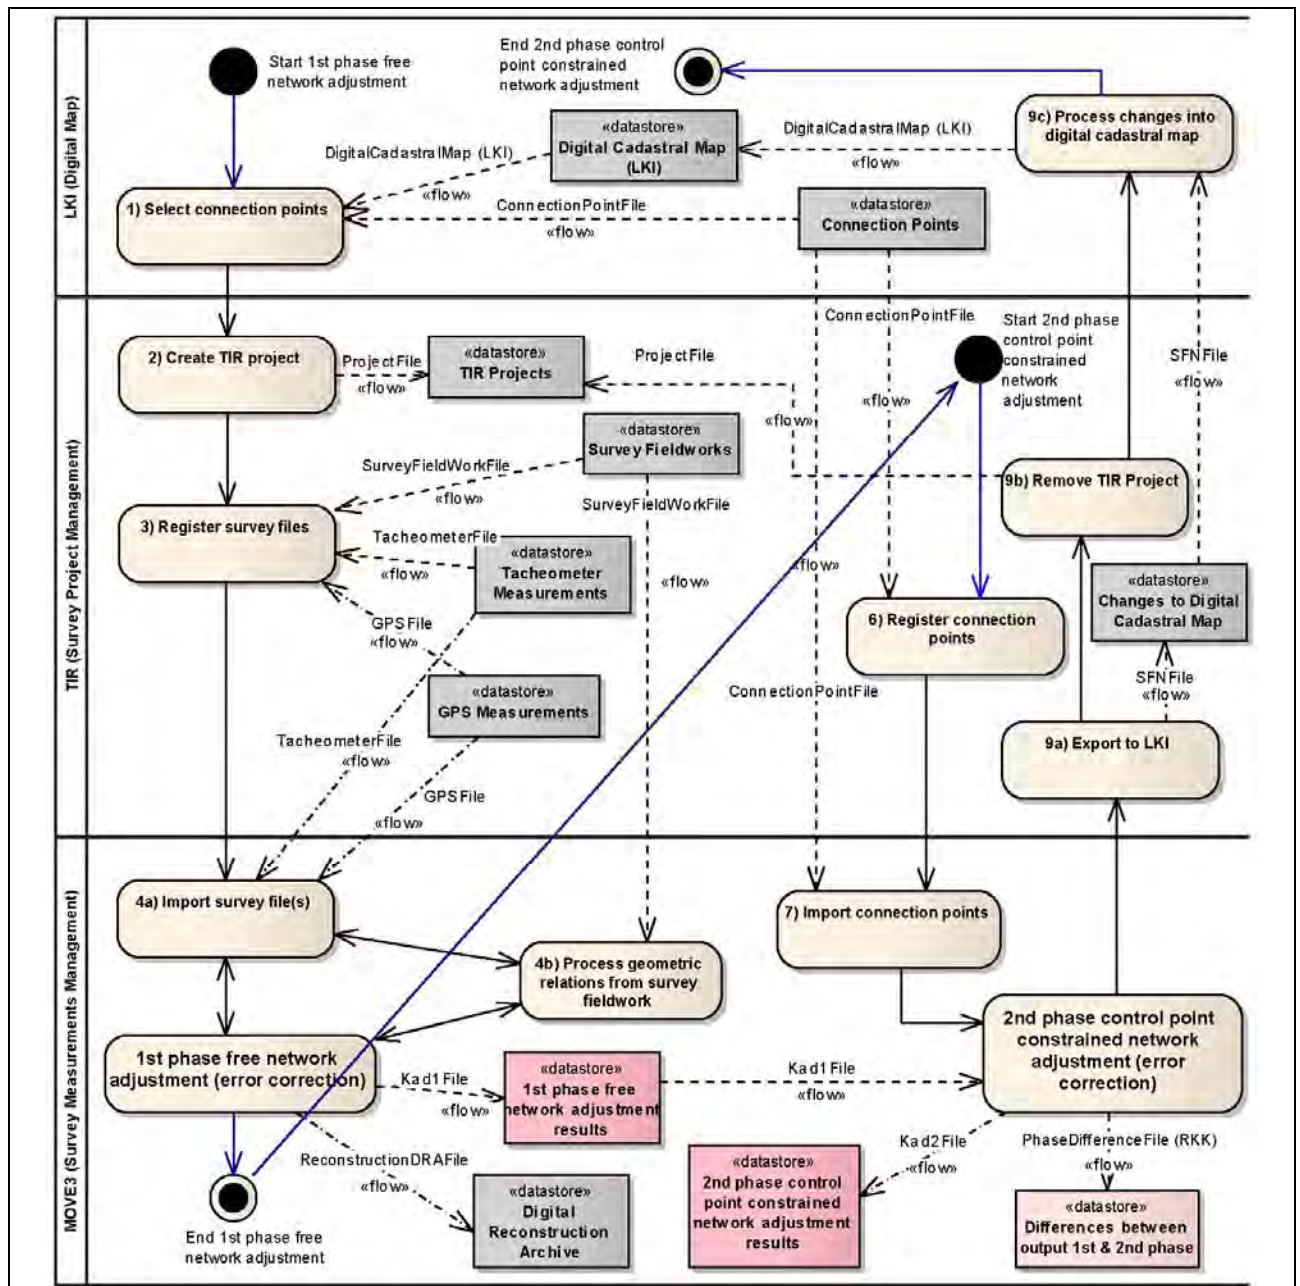 LKI (Digital Map)
Start 1st phase free
network adjustment
End 2nd phase control
point constrained
network adjustment
«datastore»
Digital Cadastral Map
(LKI)
DigitalCadastralMap (LKI)
«flow»
9c) Process changes into
digital cadastral map
DigitalCadastralMap (LKI)
«flow»
1) Select connection points
ConnectionPointFile
«flow»
«datastore»
Connection Points
TIR (Survey Project Management)
2) Create TIR project
ProjectFile
«flow»
«datastore»
TIR Projects
ProjectFile
«flow»
ConnectionPointFile
«flow»
Start 2nd phase
control point
constrained
network
adjustment
SFNFile
«flow»
«datastore»
Survey Fieldworks
SurveyFieldWorkFile
«flow»
9b) Remove TIR Project
3) Register survey files
SurveyFieldWorkFile
«flow»
TacheometerFile
«flow»
«datastore»
Tacheometer
Measurements
«flow»
«datastore»
Changes to Digital
Cadastral Map
6) Register connection
points
GPSFile
«flow»
«datastore»
GPS Measurements
ConnectionPointFile
SFNFile
«flow»
TacheometerFile
«flow»
9a) Export to LKI
GPSFile
«flow»
MOVE3 (Survey Measurements Management)
4a) Import survey file(s)
7) Import connection points
4b) Process geometric
relations from survey
fieldwork
1st phase free network
adjustment (error correction)
2nd phase control point
constrained network
adjustment (error
correction)
Kad1File
«flow»
«datastore»
1st phase free
network adjustment
results
Kad1File
«flow»
ReconstructionDRAFile
«flow»
Kad2File
«flow»
PhaseDifferenceFile (RKK)
«flow»
«datastore»
2nd phase control
point constrained
network adjustment
results
«datastore»
Digital
Reconstruction
Archive
«datastore»
Differences between
output 1st & 2nd phase
End 1st phase free
network adjustment